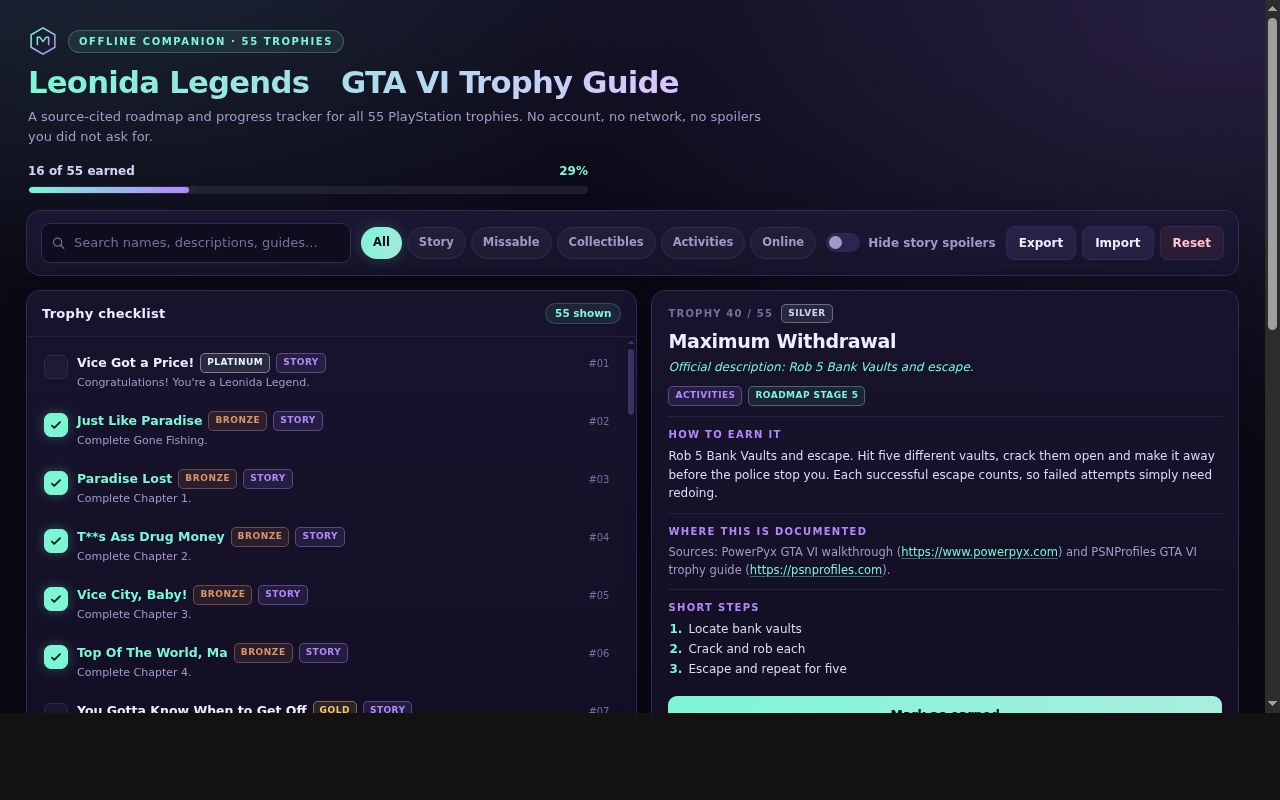 OFFLINE COMPANION · 55 TROPHIES
Leonida Legends GTA VI Trophy Guide
A source-cited roadmap and progress tracker for all 55 PlayStation trophies. No account, no network, no spoilers
you did not ask for.
16 of 55 earned 29%
Search names, descriptions, guides... All Story Missable Collectibles Activities Online Hide story spoilers Export Import Reset
Trophy checklist 55 shown
Vice Got a Price! PLATINUM STORY #01
Congratulations! You're a Leonida Legend.
Just Like Paradise BRONZE STORY #02
Complete Gone Fishing.
Paradise Lost BRONZE STORY #03
Complete Chapter 1.
T**s Ass Drug Money BRONZE STORY #04
Complete Chapter 2.
Vice City, Baby! BRONZE STORY #05
Complete Chapter 3.
Top Of The World, Ma BRONZE STORY #06
Complete Chapter 4.
You Gotta Know When to Get Off GOLD STORY #07
TROPHY 40 / 55 SILVER
Maximum Withdrawal
Official description: Rob 5 Bank Vaults and escape.
ACTIVITIES ROADMAP STAGE 5
HOW TO EARN IT
Rob 5 Bank Vaults and escape. Hit five different vaults, crack them open and make it away
before the police stop you. Each successful escape counts, so failed attempts simply need
redoing.
WHERE THIS IS DOCUMENTED
Sources: PowerPyx GTA VI walkthrough (https://www.powerpyx.com) and PSNProfiles GTA VI
trophy guide (https://psnprofiles.com).
SHORT STEPS
1. Locate bank vaults
2. Crack and rob each
3. Escape and repeat for five
Mark as earned